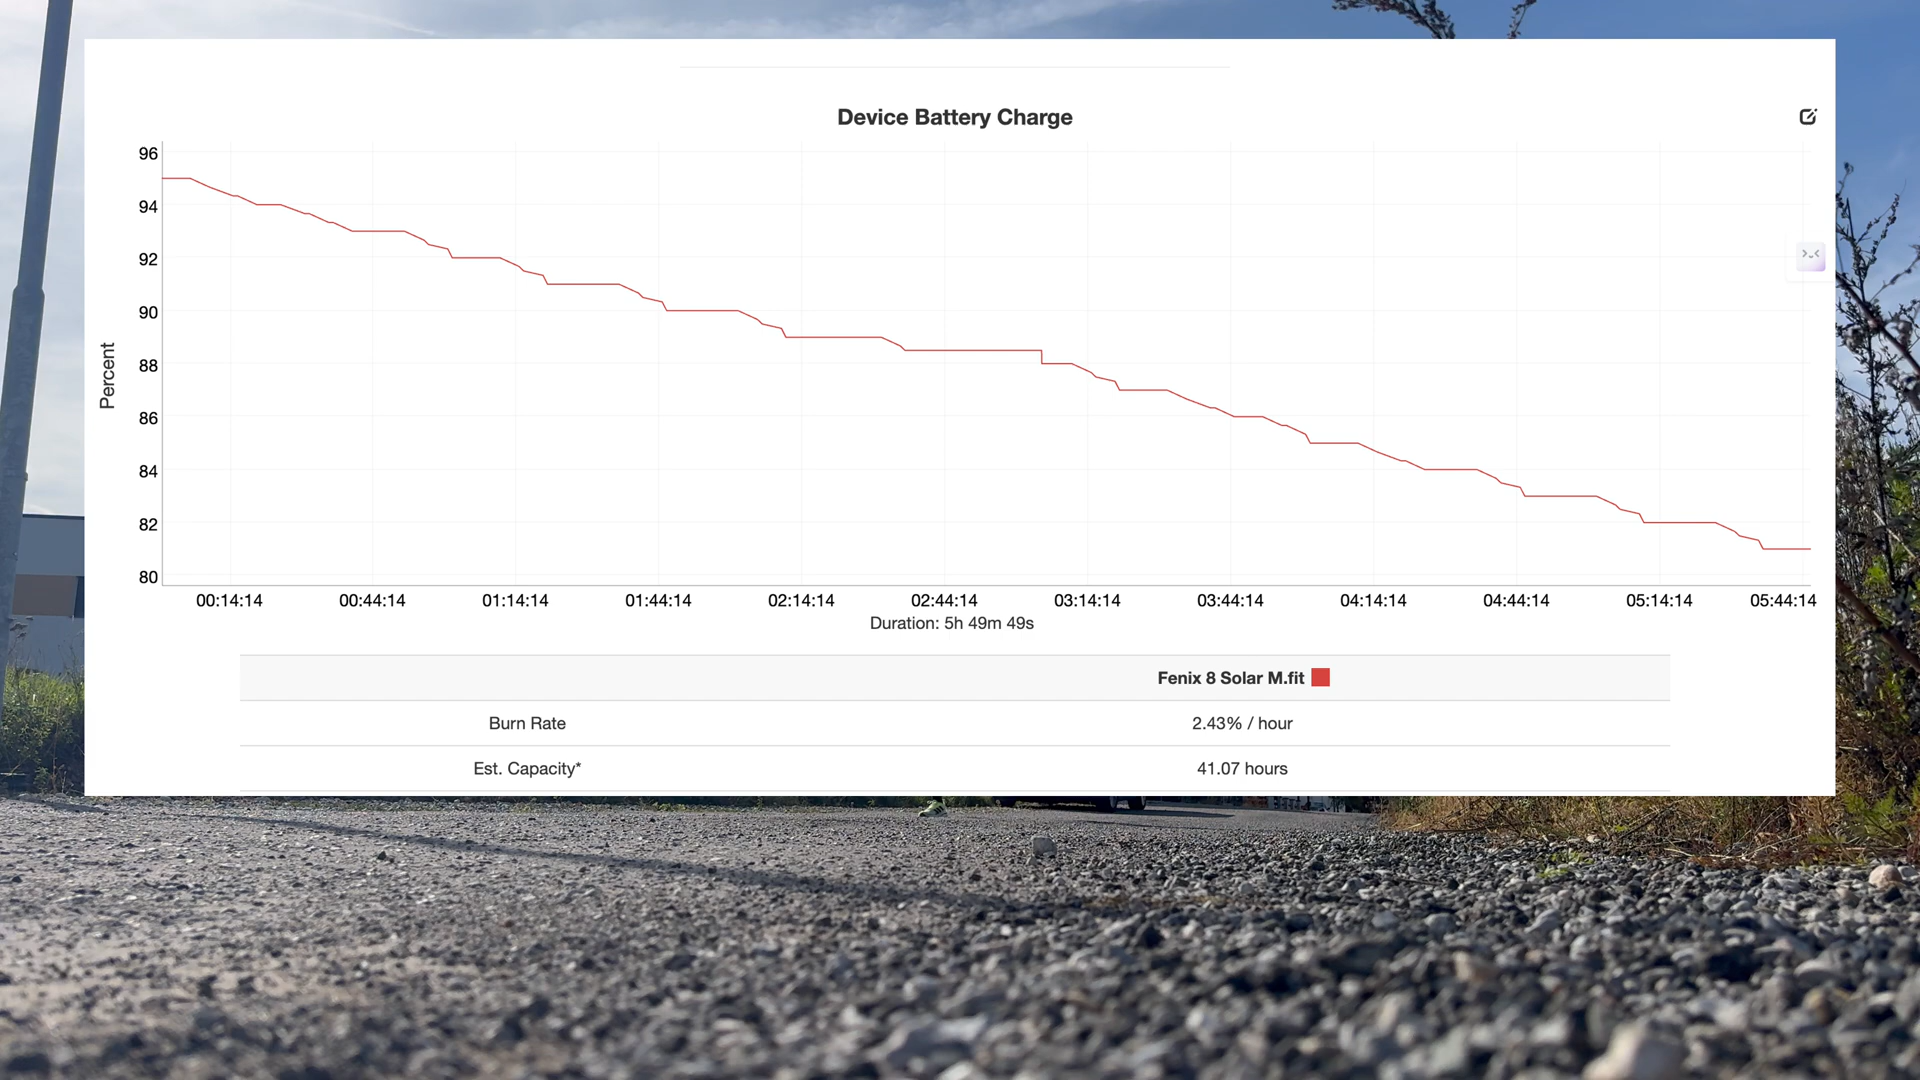 Device Battery Charge
96
94
92
90
88
86
84
82
80
Percent
00:14:14 00:44:14 01:14:14 01:44:14 02:14:14 02:44:14 03:14:14 03:44:14 04:14:14 04:44:14 05:14:14 05:44:14
Duration: 5h 49m 49s
Fenix 8 Solar M.fit
Burn Rate 2.43% / hour
Est. Capacity* 41.07 hours